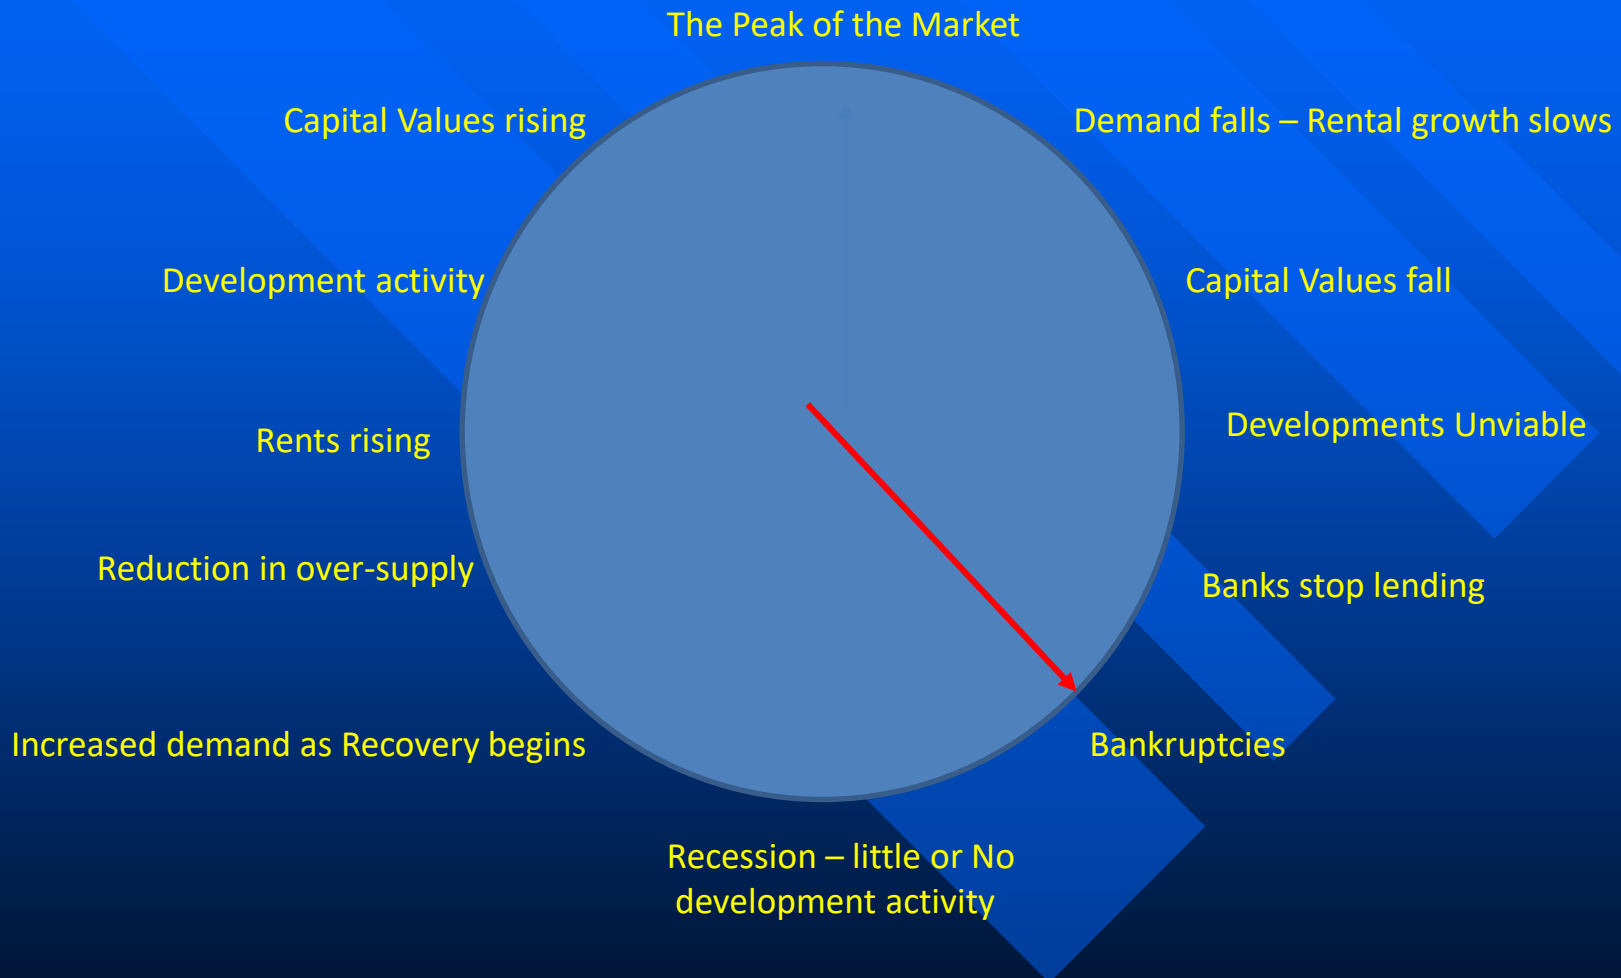 The Peak of the Market
Capital Values rising
Demand falls – Rental growth slows
Development activity
Capital Values fall
Rents rising
Developments Unviable
Reduction in over-supply
Banks stop lending
Increased demand as Recovery begins
Bankruptcies
Recession – little or No
development activity